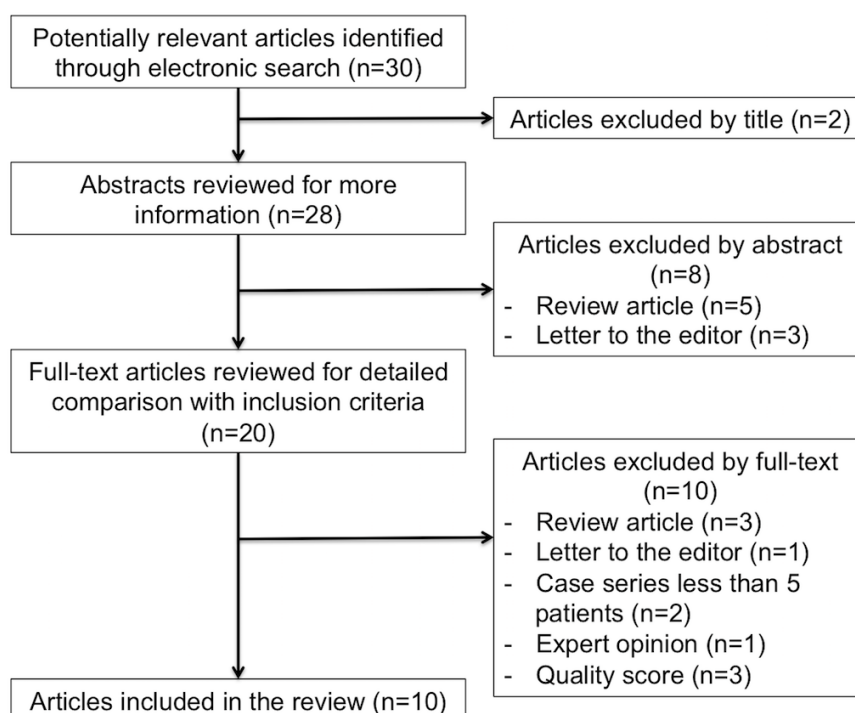 Potentially relevant articles identified
through electronic search (n=30)
Articles excluded by title (n=2)
Abstracts reviewed for more
information (n=28)
Articles excluded by abstract
(n=8)
- Review article (n=5)
- Letter to the editor (n=3)
Full-text articles reviewed for detailed
comparison with inclusion criteria
(n=20)
Articles excluded by full-text
(n=10)
- Review article (n=3)
- Letter to the editor (n=1)
- Case series less than 5
patients (n=2)
- Expert opinion (n=1)
- Quality score (n=3)
Articles included in the review (n=10)